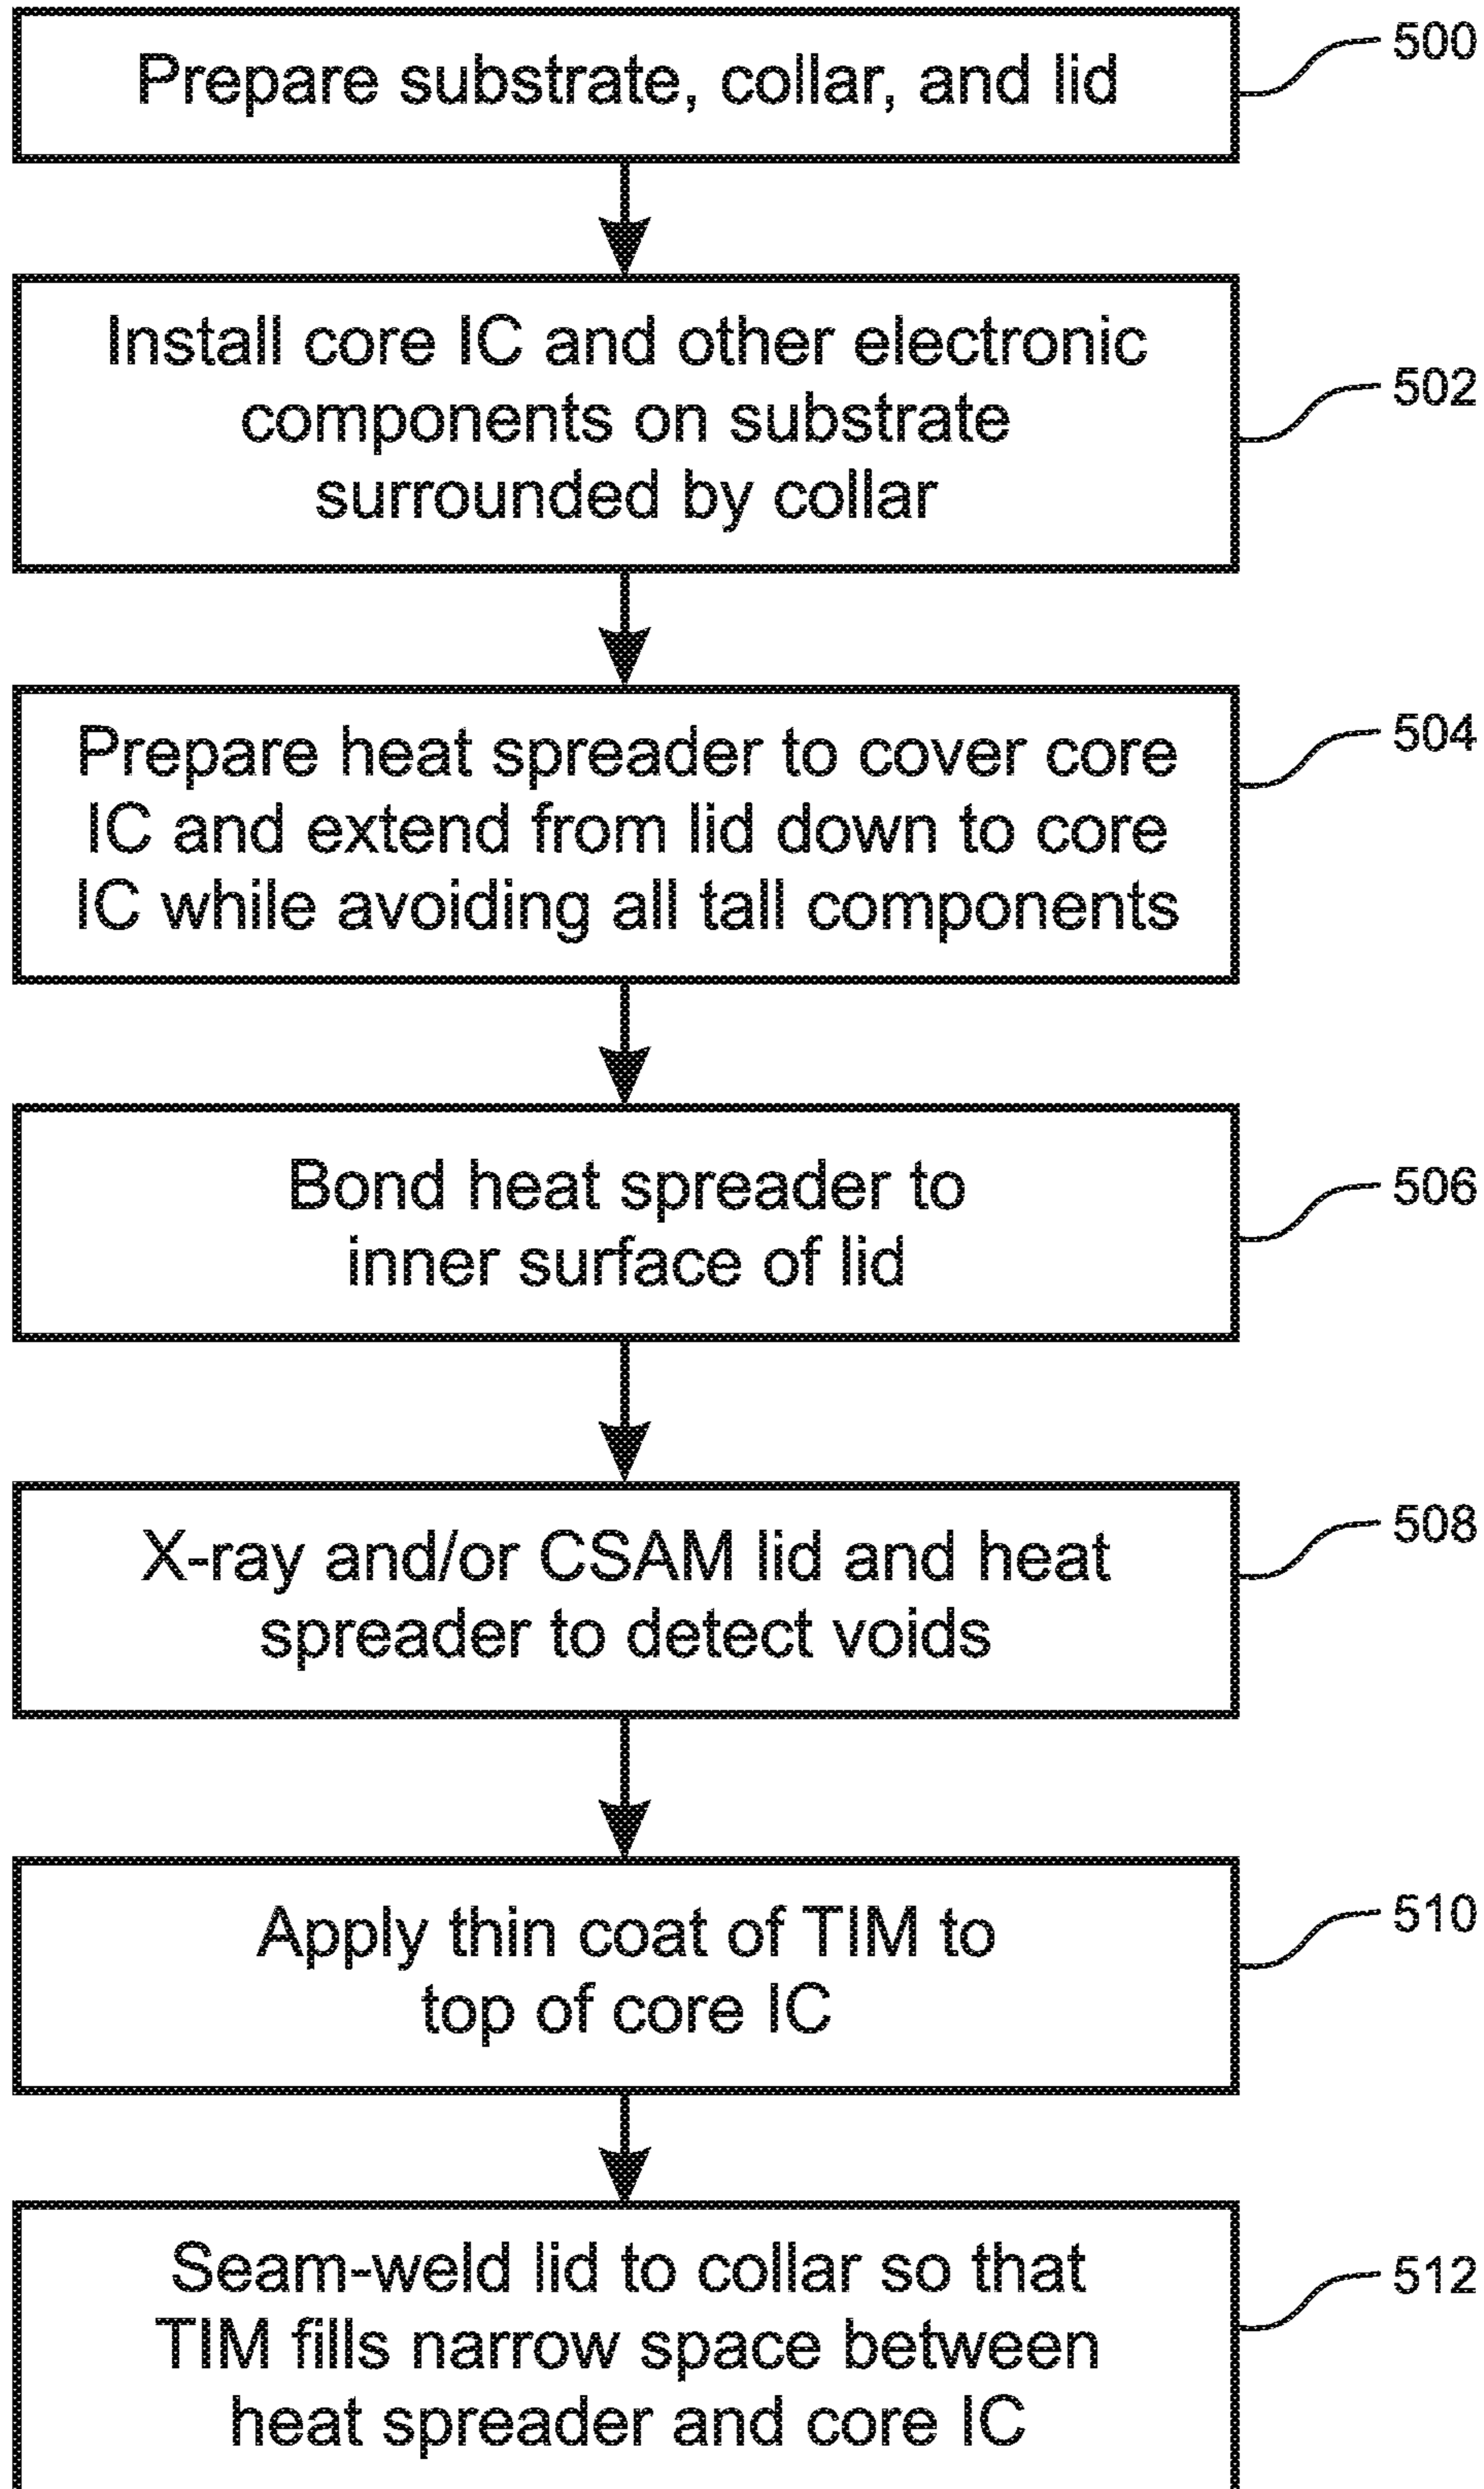 Prepare substrate, collar, and lid
500
Install core IC and other electronic
components on substrate
surrounded by collar
502
Prepare heat spreader to cover core
IC and extend from lid down to core
IC while avoiding all tall components
504
Bond heat spreader to
inner surface of lid
506
X-ray and/or CSAM lid and heat
spreader to detect voids
508
Apply thin coat of TIM to
top of core IC
510
Seam-weld lid to collar so that
TIM fills narrow space between
heat spreader and core IC
512